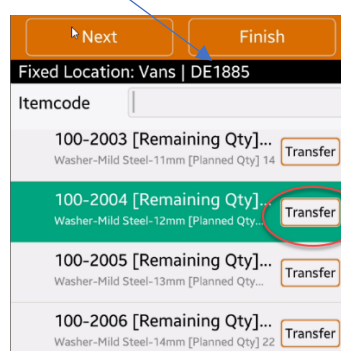 Next Finish
Fixed Location: Vans | DE1885
Itemcode
100-2003 [Remaining Qty]...
Washer-Mild Steel-11mm [Planned Qty] 14 Transfer
100-2004 [Remaining Qty]...
Washer-Mild Steel-12mm [Planned Qty... Transfer
100-2005 [Remaining Qty]...
Washer-Mild Steel-13mm [Planned Qty... Transfer
100-2006 [Remaining Qty]...
Washer-Mild Steel-14mm [Planned Qty] 22 Transfer